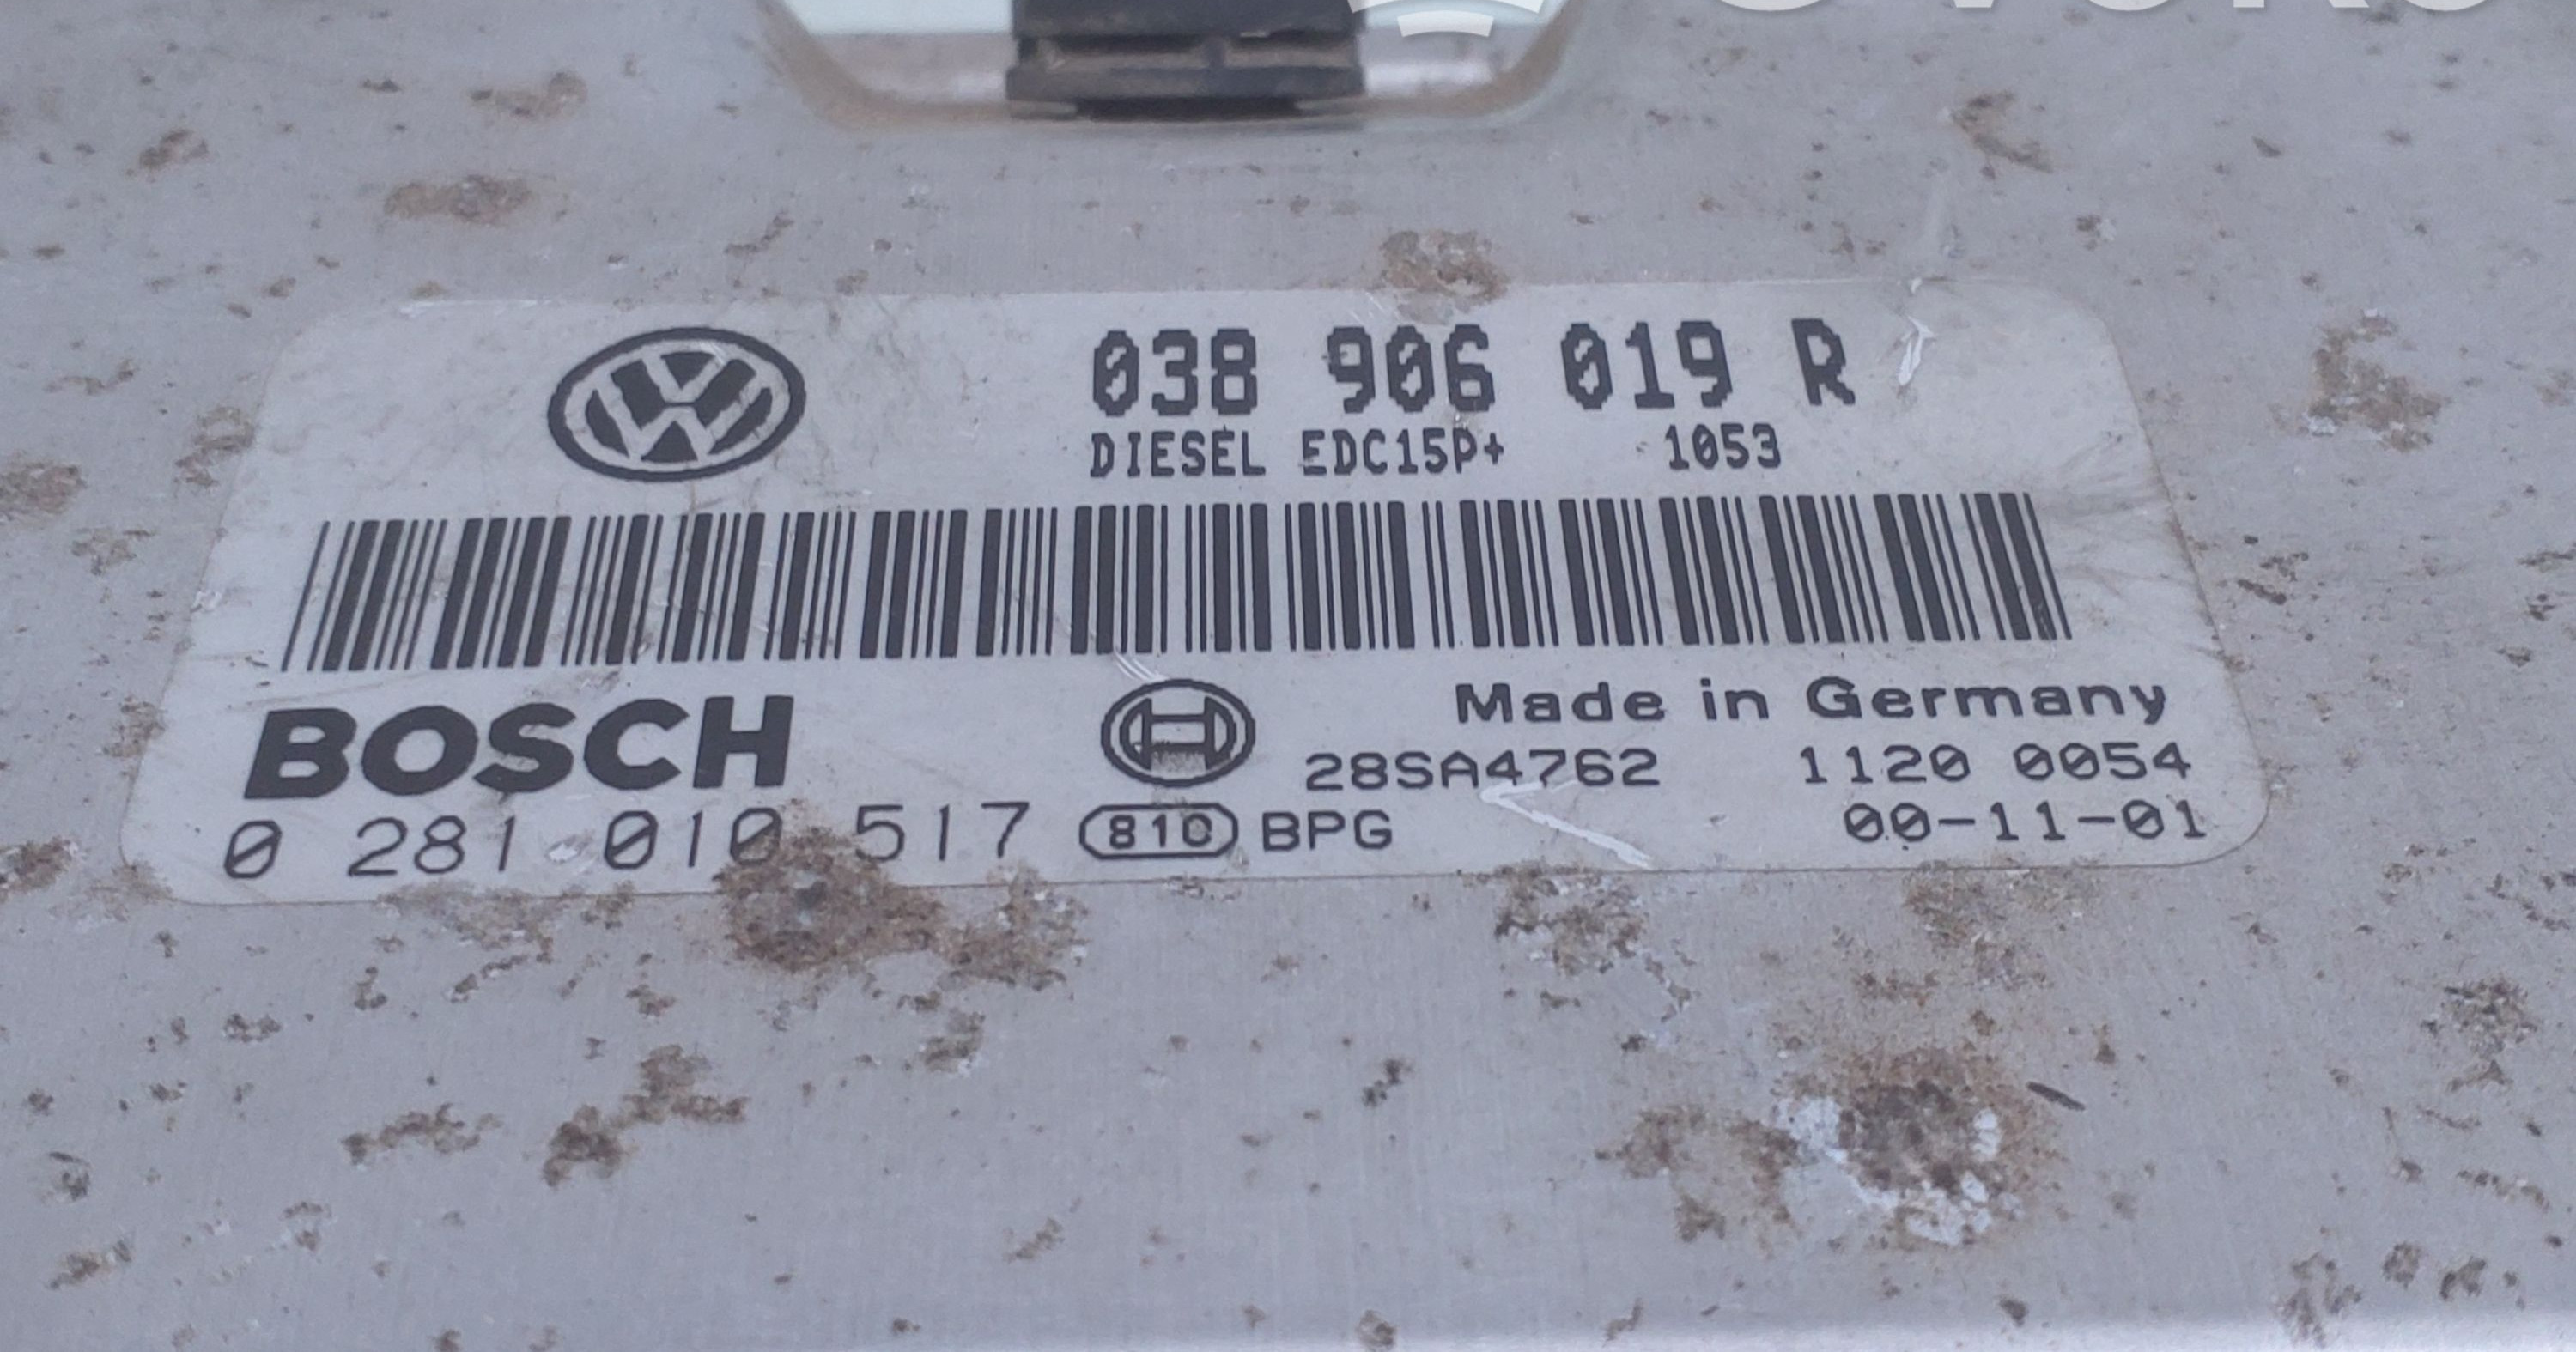 038 906 019 R
DIESEL EDC15P+ 1053
BOSCH
Made in Germany
28SA4762 1120 0054
0 281 010 517 810 BPG 00-11-01